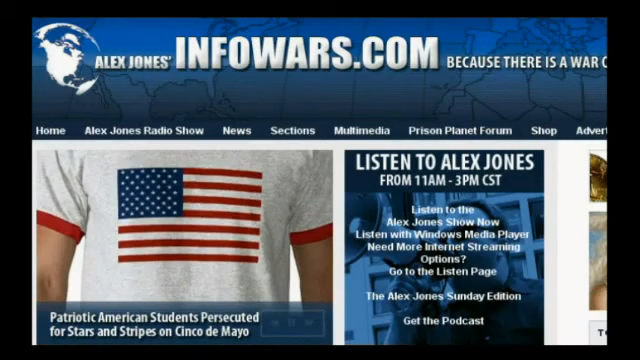 ALEX JONES' INFOWARS.COM BECAUSE THERE IS A WAR
Home Alex Jones Radio Show News Sections Multimedia Prison Planet Forum Shop
LISTEN TO ALEX JONES
FROM 11AM - 3PM CST
Listen to the
Alex Jones Show Now
Listen with Windows Media Player
Need More Internet Streaming
Options?
Go to the Listen Page
The Alex Jones Sunday Edition
Get the Podcast
Patriotic American Students Persecuted
for Stars and Stripes on Cinco de Mayo